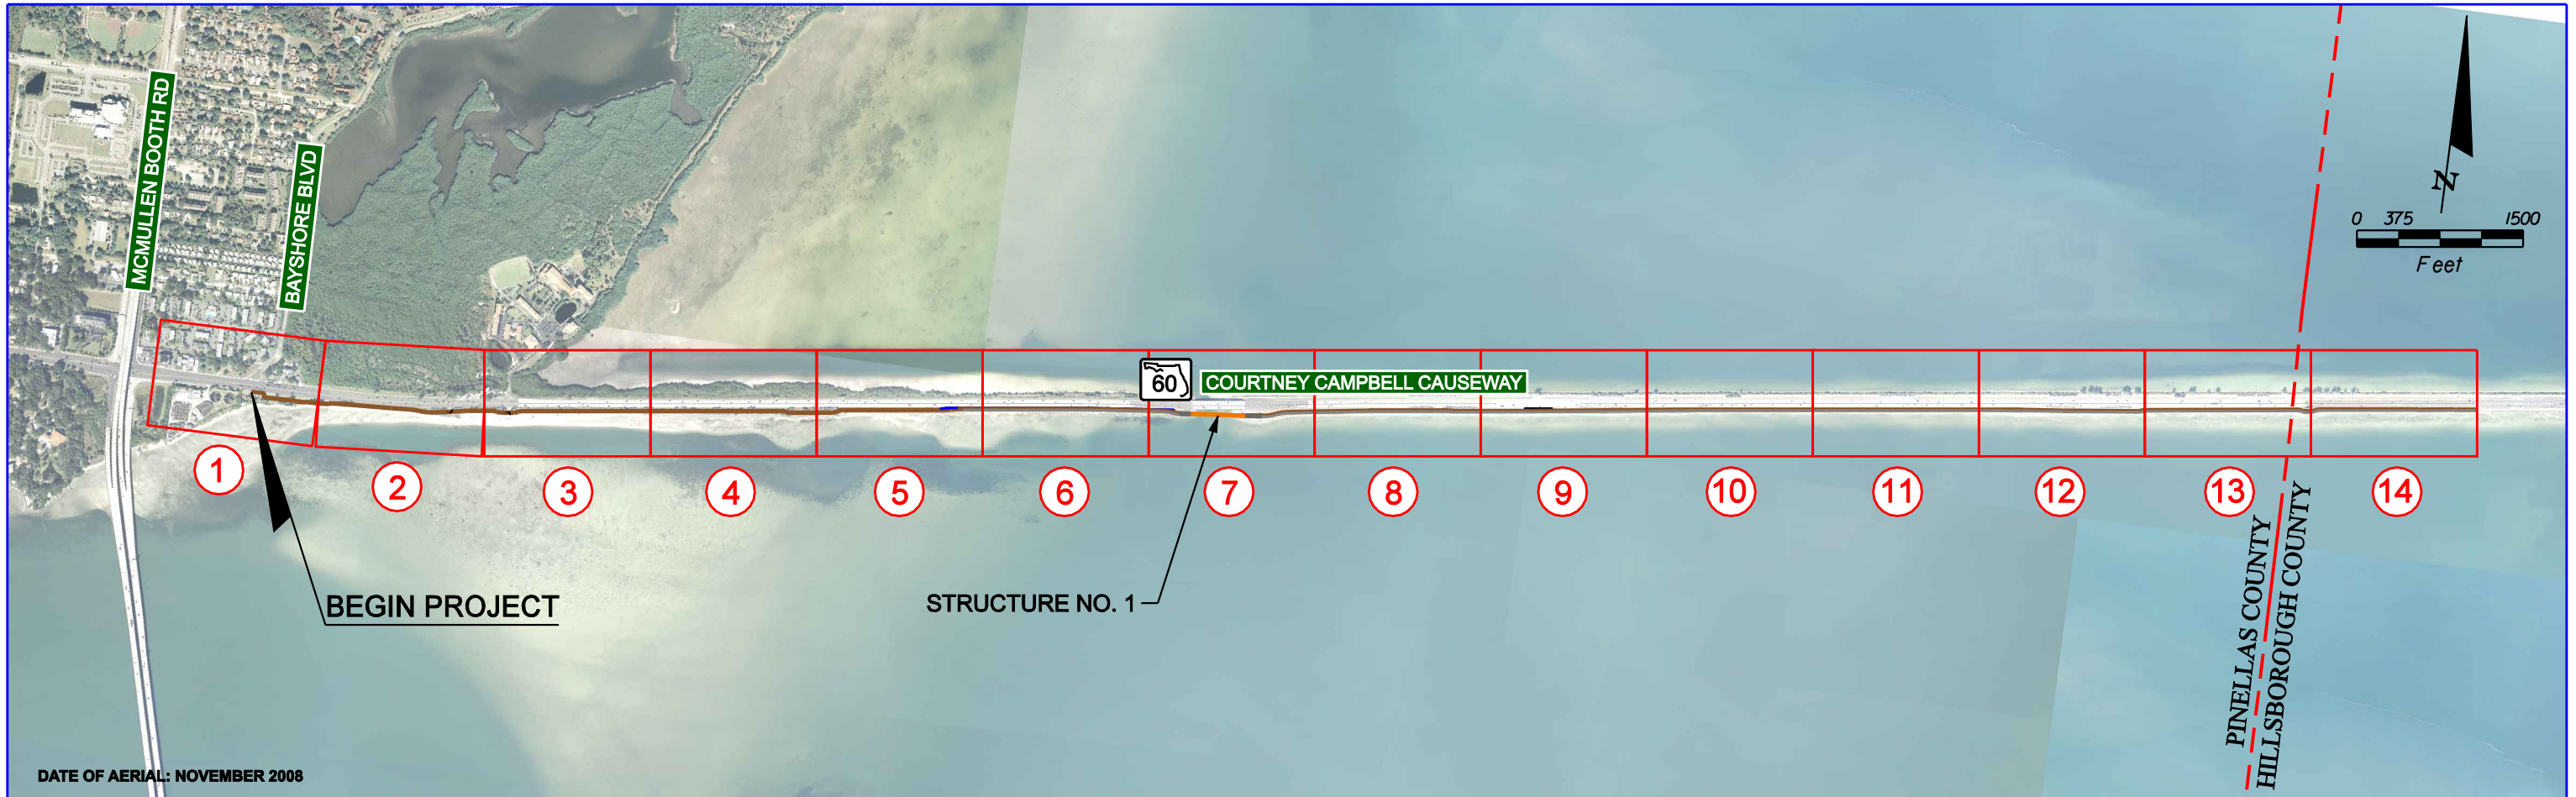 MCMULLEN BOOTH RD
BAYSHORE BLVD
N
0 375 1500
Feet
60
COURTNEY CAMPBELL CAUSEWAY
1
2
3
4
5
6
7
8
9
10
11
12
13
14
BEGIN PROJECT
STRUCTURE NO. 1
PINELLAS COUNTY
HILLSBOROUGH COUNTY
DATE OF AERIAL: NOVEMBER 2008